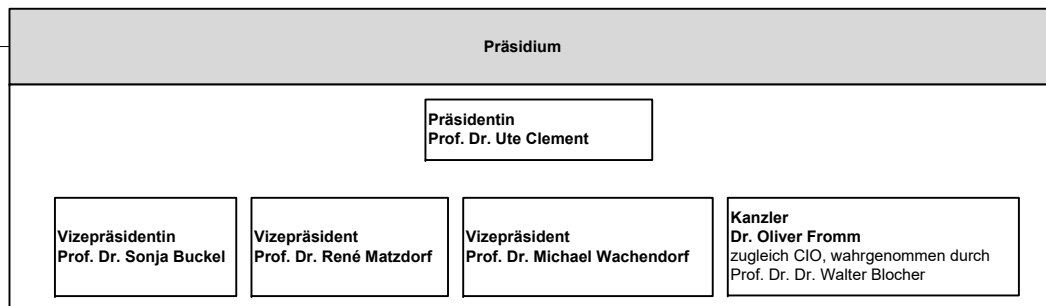 Präsidium
Präsidentin
Prof. Dr. Ute Clement
Vizepräsidentin
Prof. Dr. Sonja Buckel
Vizepräsident
Prof. Dr. René Matzdorf
Vizepräsident
Prof. Dr. Michael Wachendorf
Kanzler
Dr. Oliver Fromm
zugleich CIO, wahrgenommen durch
Prof. Dr. Dr. Walter Blocher